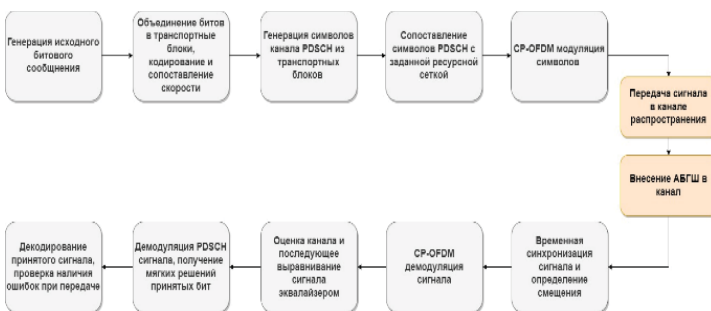 Генерация исходного
битового
сообщения
Объединение битов
в транспортные
блоки,
кодирование и
сопоставление
скорости
Генерация символов
канала PDSCH из
транспортных
блоков
Сопоставление
символов PDSCH с
заданной ресурсной
сеткой
CP-OFDM модуляция
символов
Передача сигнала
в канале
распространения
Внесение АБГШ в
канал
Временная
синхронизация
сигнала и
определение
смещения
CP-OFDM
демодуляция
сигнала
Оценка канала и
последующее
выравнивание
сигнала
эквалайзером
Демодуляция PDSCH
сигнала, получение
мягких решений
принятых бит
Декодирование
принятого сигнала,
проверка наличия
ошибок при передаче